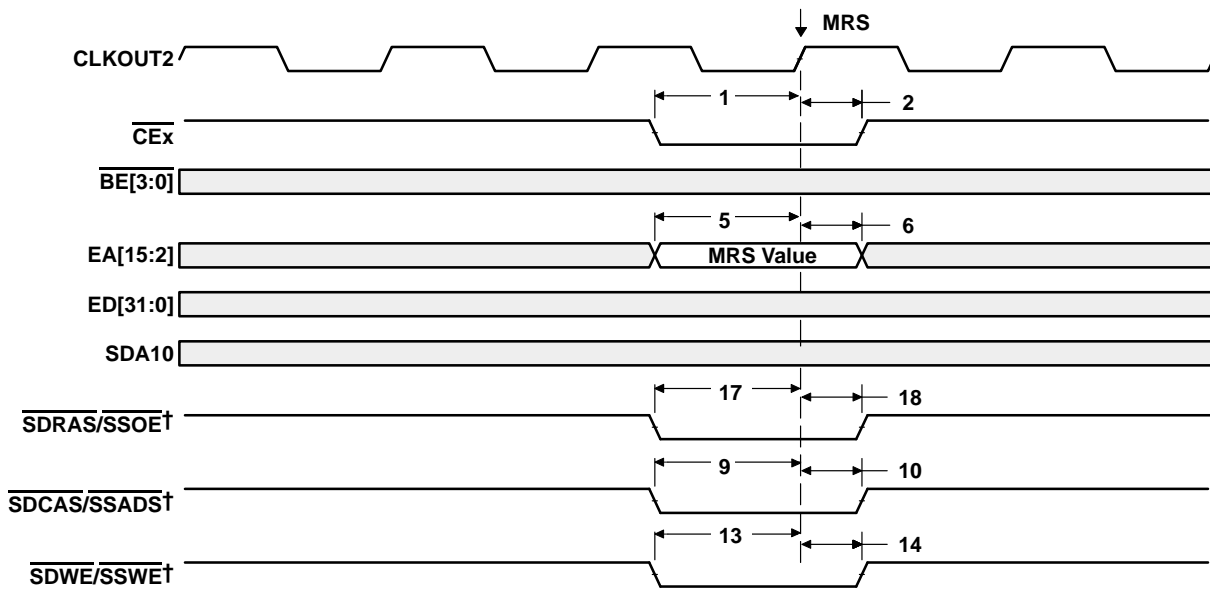 MRS
CLKOUT2
1 2
CEx
BE[3:0]
5 6
EA[15:2] MRS Value
ED[31:0]
SDA10
17 18
SDRAS/SSOE†
9 10
SDCAS/SSADS†
13 14
SDWE/SSWE†